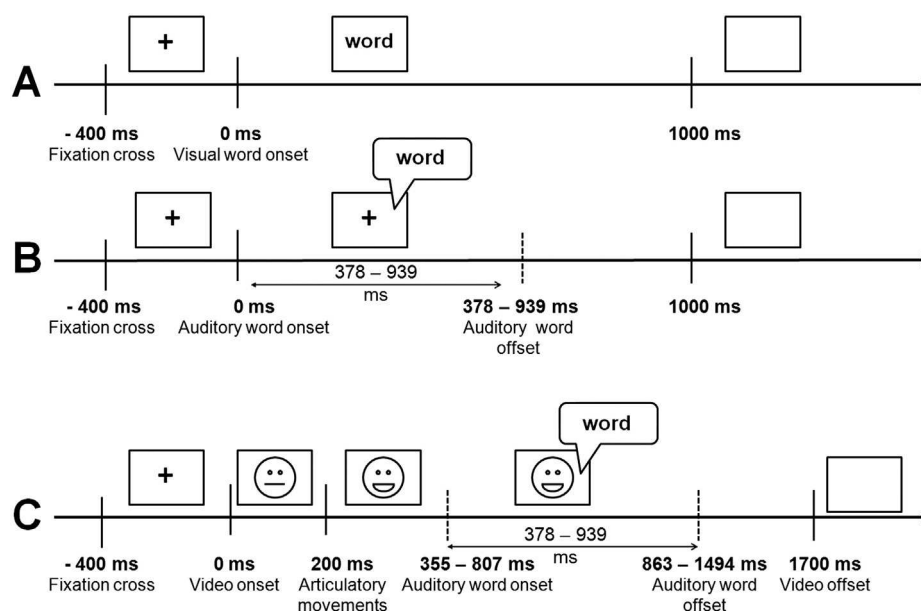 +
word
A
- 400 ms
Fixation cross
0 ms
Visual word onset
1000 ms
word
+
+
B
378 – 939
ms
- 400 ms
Fixation cross
0 ms
Auditory word onset
378 – 939 ms
Auditory word
offset
1000 ms
word
+
C
378 – 939
ms
-400 ms
Fixation cross
0 ms
Video onset
200 ms
Articulatory
movements
355 – 807 ms
Auditory word onset
863 – 1494 ms
Auditory word
offset
1700 ms
Video offset